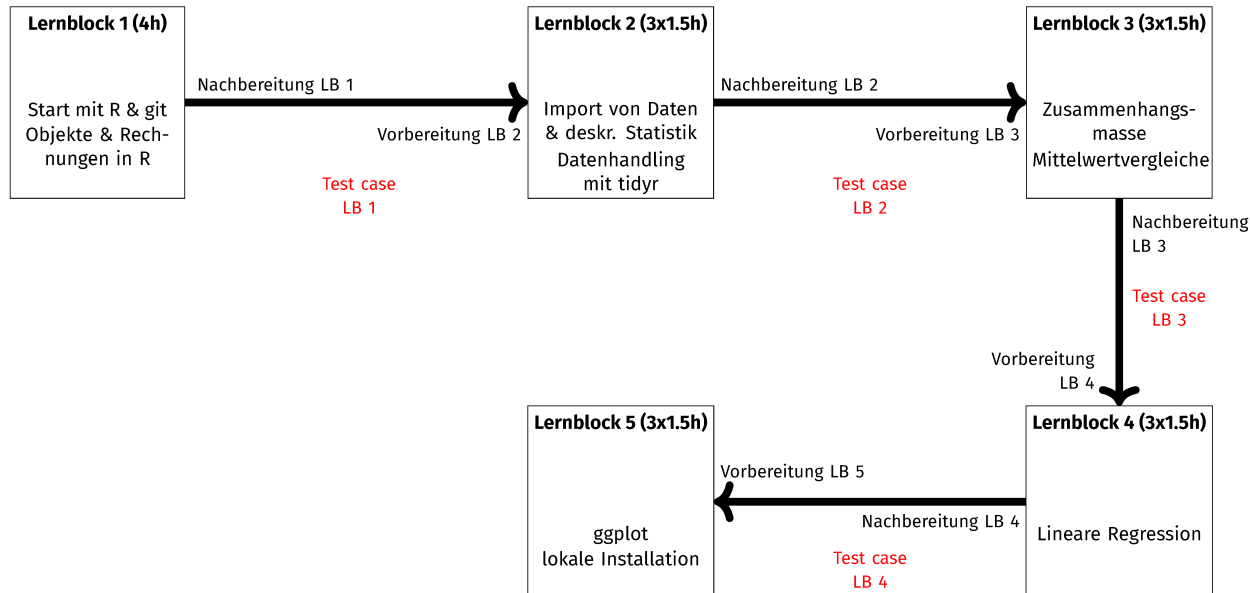 Lernblock 1 (4h)
Start mit R & git
Objekte & Rech-
nungen in R
Nachbereitung LB 1
Vorbereitung LB 2
Test case
LB 1
Lernblock 2 (3x1.5h)
Import von Daten
& deskr. Statistik
Datenhandling
mit tidyr
Nachbereitung LB 2
Vorbereitung LB 3
Test case
LB 2
Lernblock 3 (3x1.5h)
Zusammenhangs-
masse
Mittelwertvergleiche
Nachbereitung
LB 3
Test case
LB 3
Vorbereitung
LB 4
Lernblock 4 (3x1.5h)
Lineare Regression
Nachbereitung LB 4
Vorbereitung LB 5
Test case
LB 4
Lernblock 5 (3x1.5h)
ggplot
lokale Installation